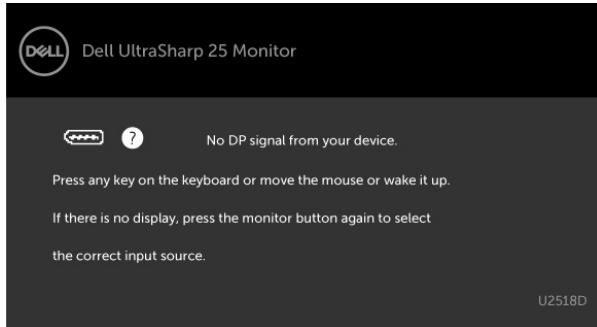 DELL
Dell UltraSharp 25 Monitor
? No DP signal from your device.
Press any key on the keyboard or move the mouse or wake it up.
If there is no display, press the monitor button again to select
the correct input source.
U2518D